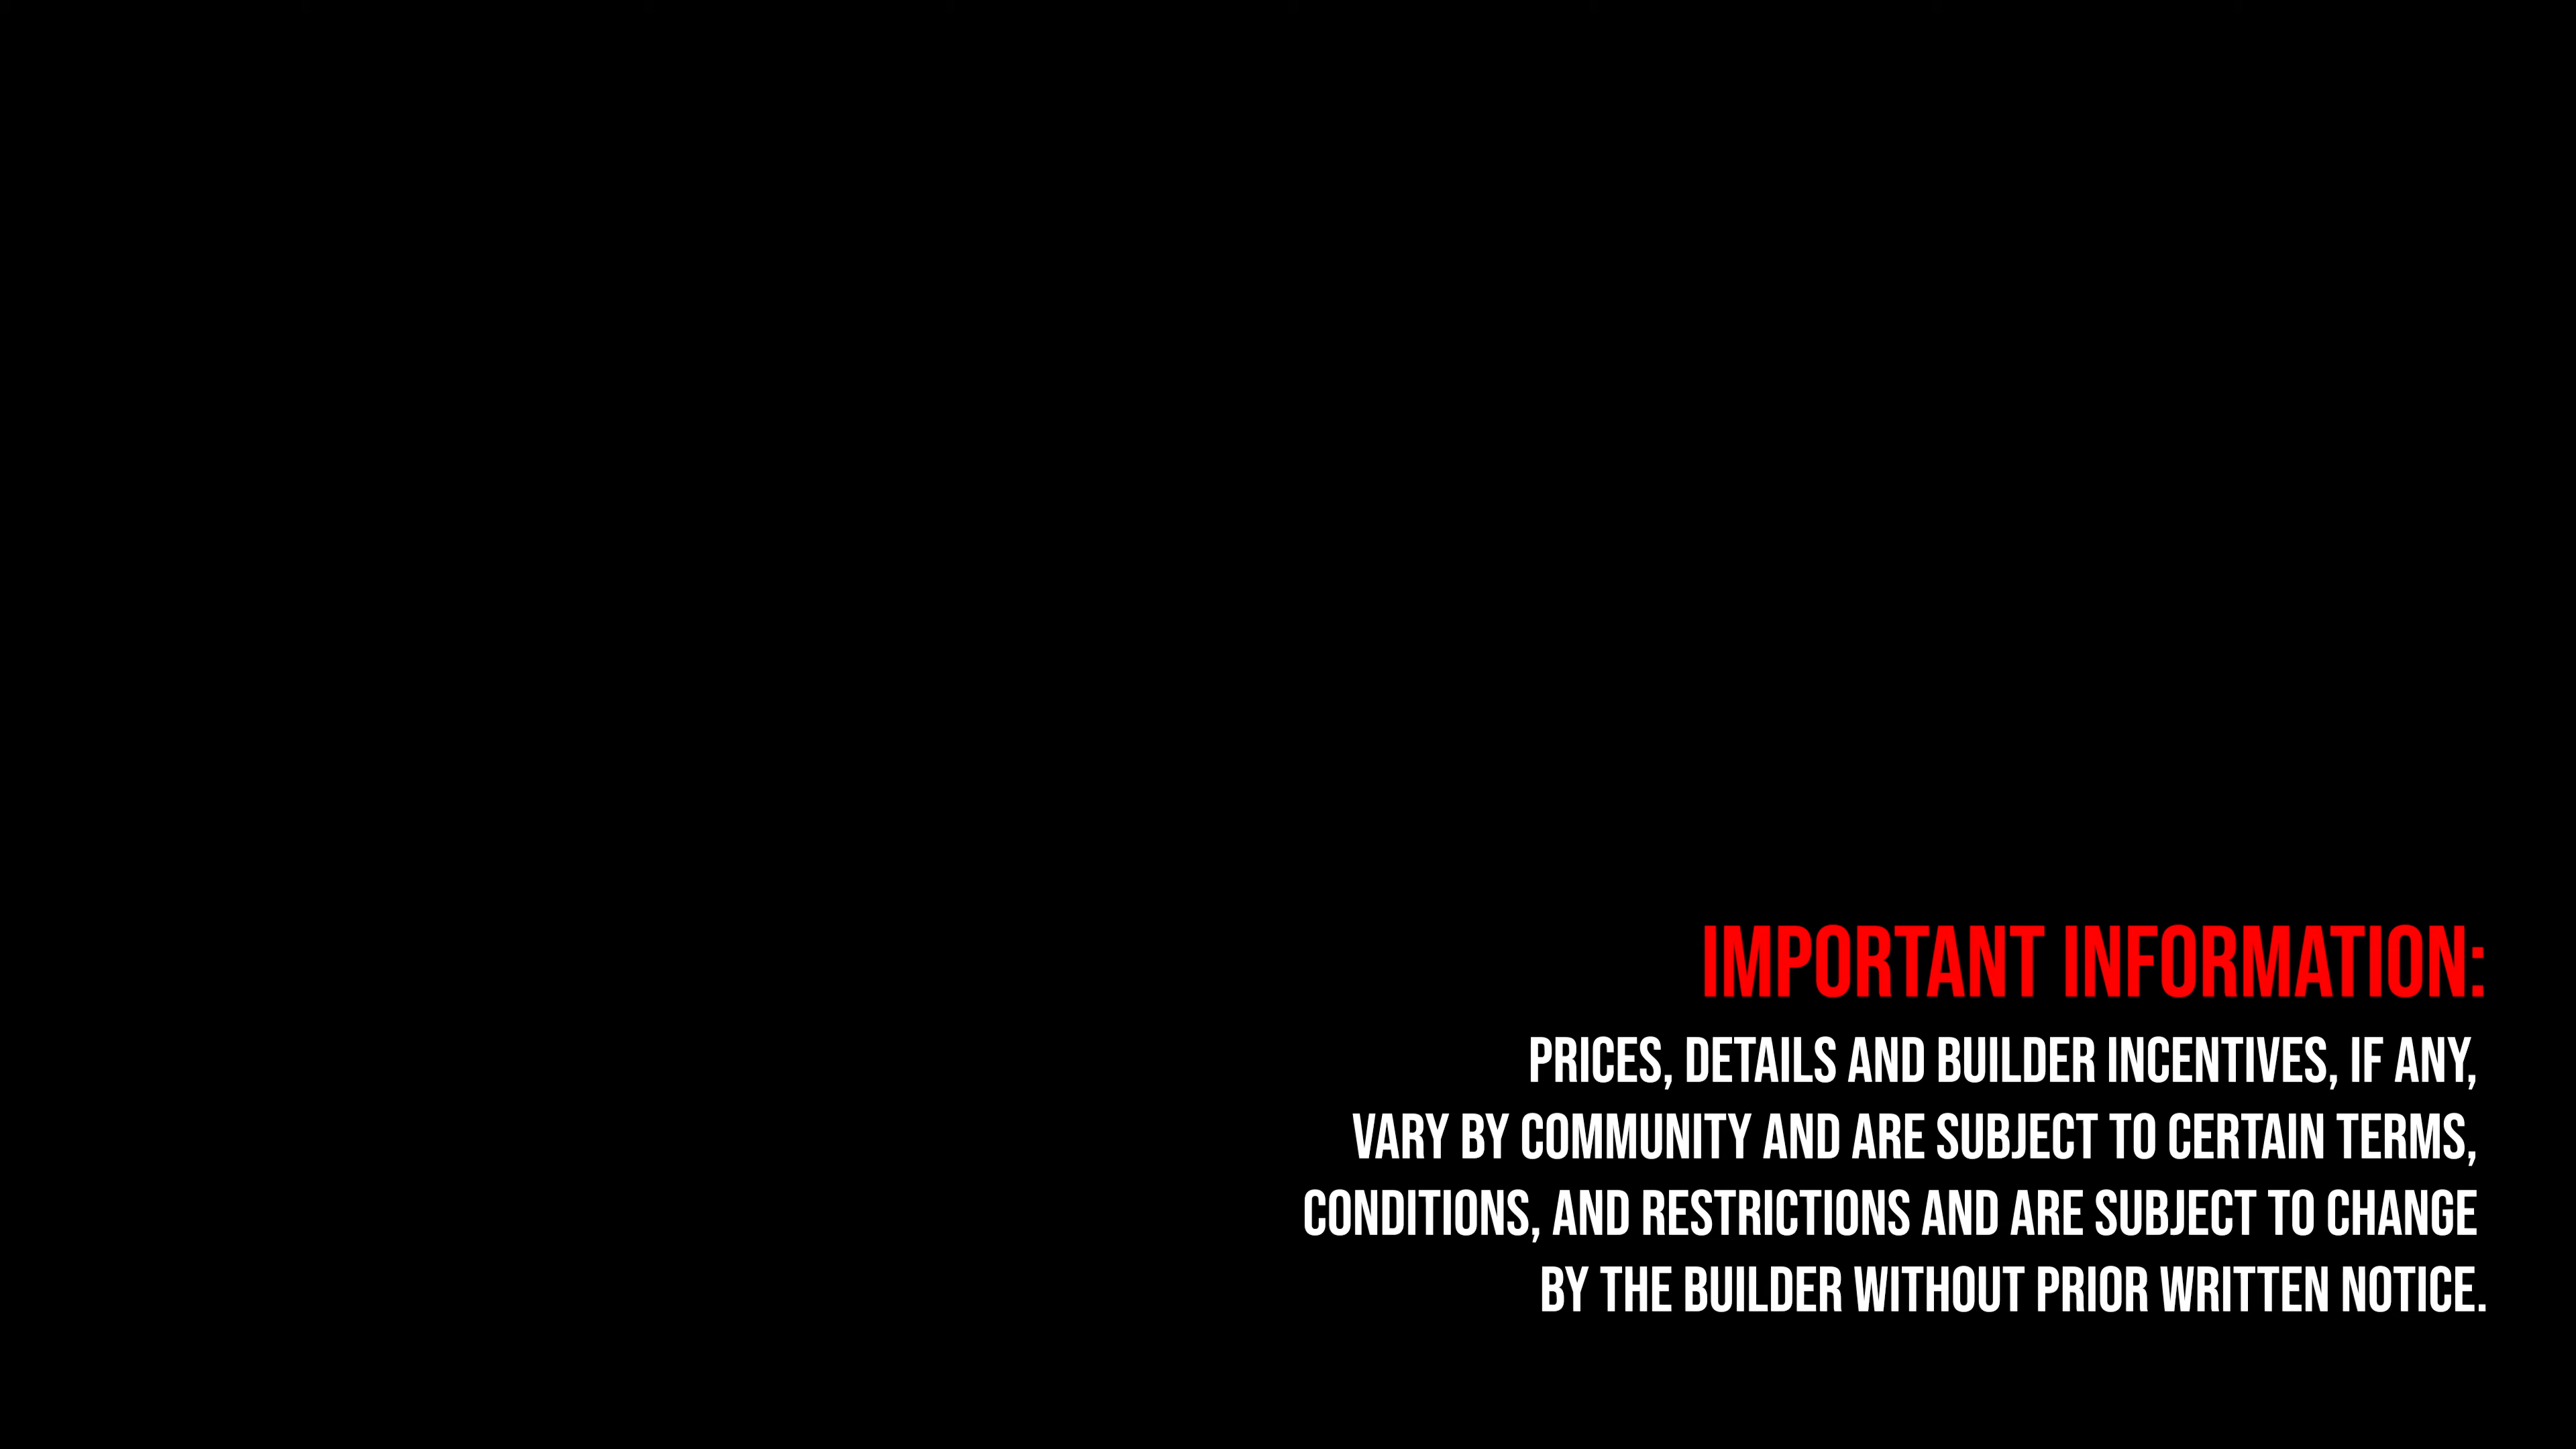 IMPORTANT INFORMATION:
PRICES, DETAILS AND BUILDER INCENTIVES, IF ANY,
VARY BY COMMUNITY AND ARE SUBJECT TO CERTAIN TERMS,
CONDITIONS, AND RESTRICTIONS AND ARE SUBJECT TO CHANGE
BY THE BUILDER WITHOUT PRIOR WRITTEN NOTICE.